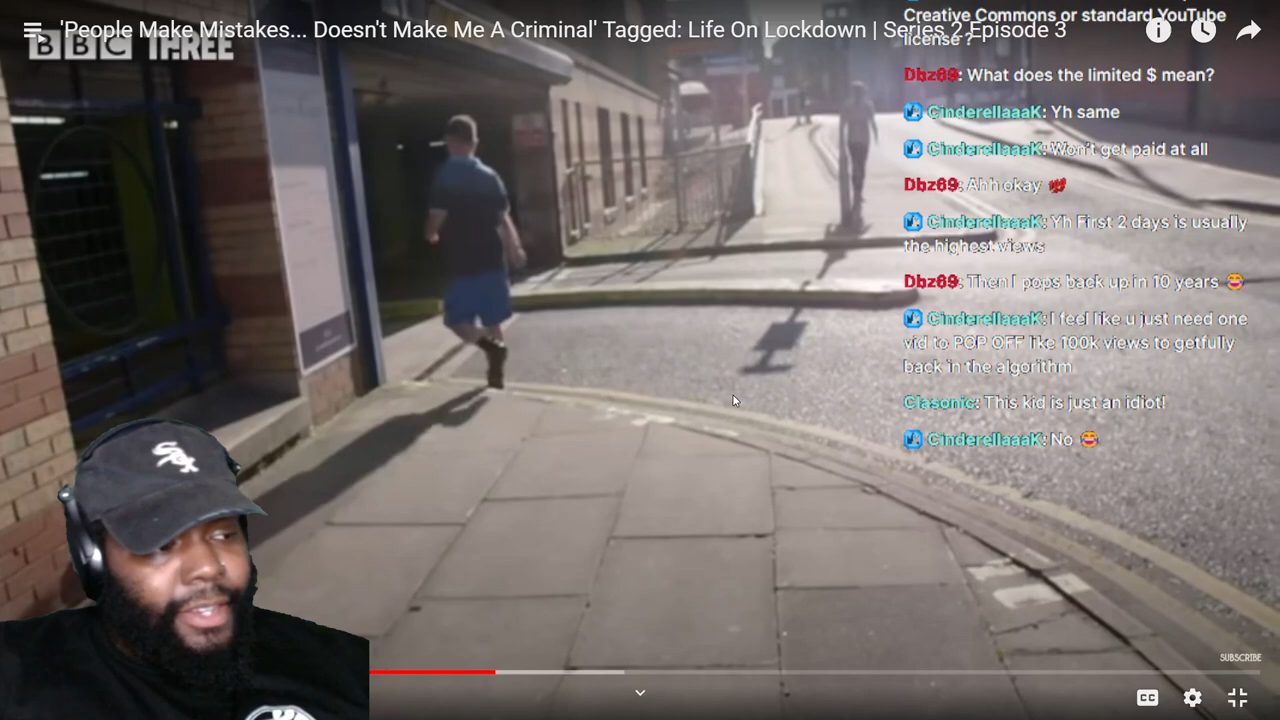 'People Make Mistakes... Doesn't Make Me A Criminal' Tagged: Life On Lockdown | Series 2 Episode 3
BBC THREE
Creative Commons or standard YouTube
license ?
Dbz69: What does the limited $ mean?
CinderellaaaK: Yh same
CinderellaaaK: Won't get paid at all
Dbz69: Ahh okay 💯
CinderellaaaK: Yh First 2 days is usually
the highest views
Dbz69: Then I pops back up in 10 years 😂
CinderellaaaK: I feel like u just need one
vid to POP OFF like 100k views to getfully
back in the algorithm
Clasonic: This kid is just an idiot!
CinderellaaaK: No 😂
SUBSCRIBE
CC